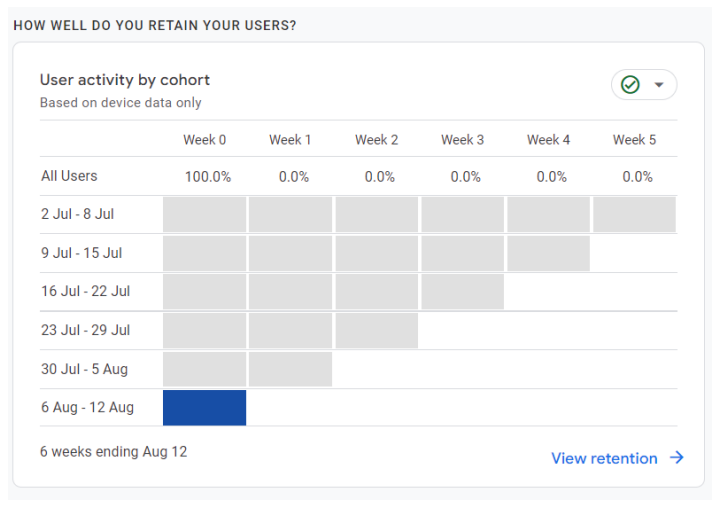 HOW WELL DO YOU RETAIN YOUR USERS?
User activity by cohort
Based on device data only
Week 0 Week 1 Week 2 Week 3 Week 4 Week 5
All Users 100.0% 0.0% 0.0% 0.0% 0.0% 0.0%
2 Jul - 8 Jul
9 Jul - 15 Jul
16 Jul - 22 Jul
23 Jul - 29 Jul
30 Jul - 5 Aug
6 Aug - 12 Aug
6 weeks ending Aug 12
View retention